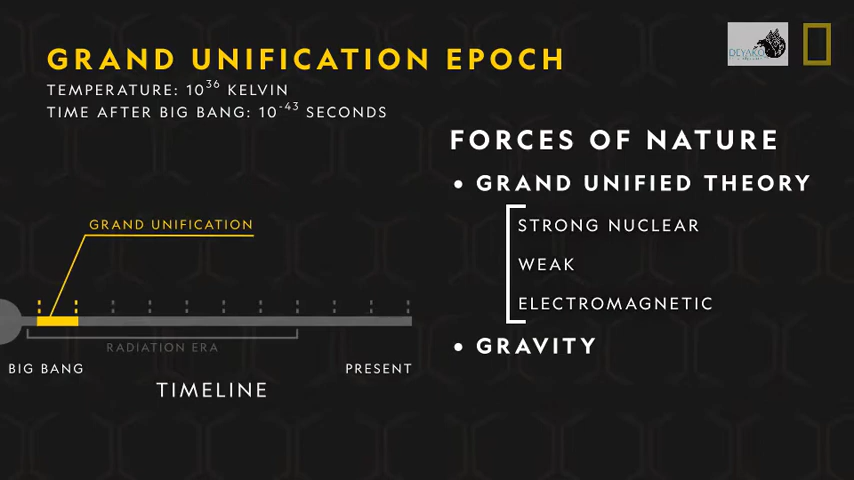 GRAND UNIFICATION EPOCH
TEMPERATURE: 10³⁶ KELVIN
TIME AFTER BIG BANG: 10⁻⁴³ SECONDS
DEYAKO
FORCES OF NATURE
• GRAND UNIFIED THEORY
STRONG NUCLEAR
WEAK
ELECTROMAGNETIC
• GRAVITY
GRAND UNIFICATION
RADIATION ERA
BIG BANG
PRESENT
TIMELINE